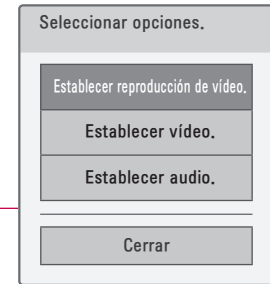 Seleccionar opciones.
Establecer reproducción de vídeo.
Establecer vídeo.
Establecer audio.
Cerrar